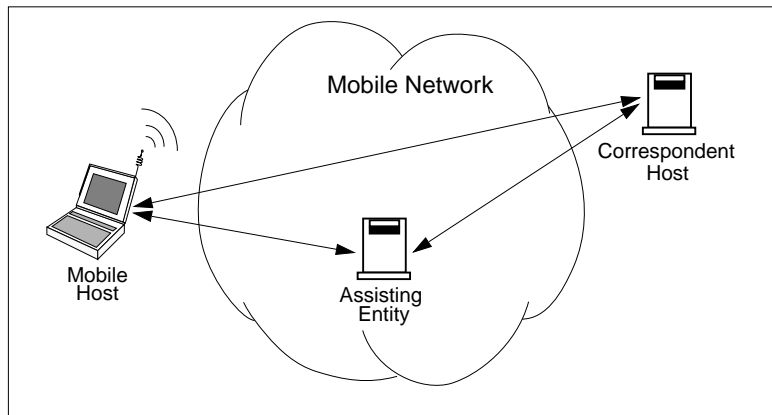 Mobile Network
Correspondent
Host
Mobile
Host
Assisting
Entity